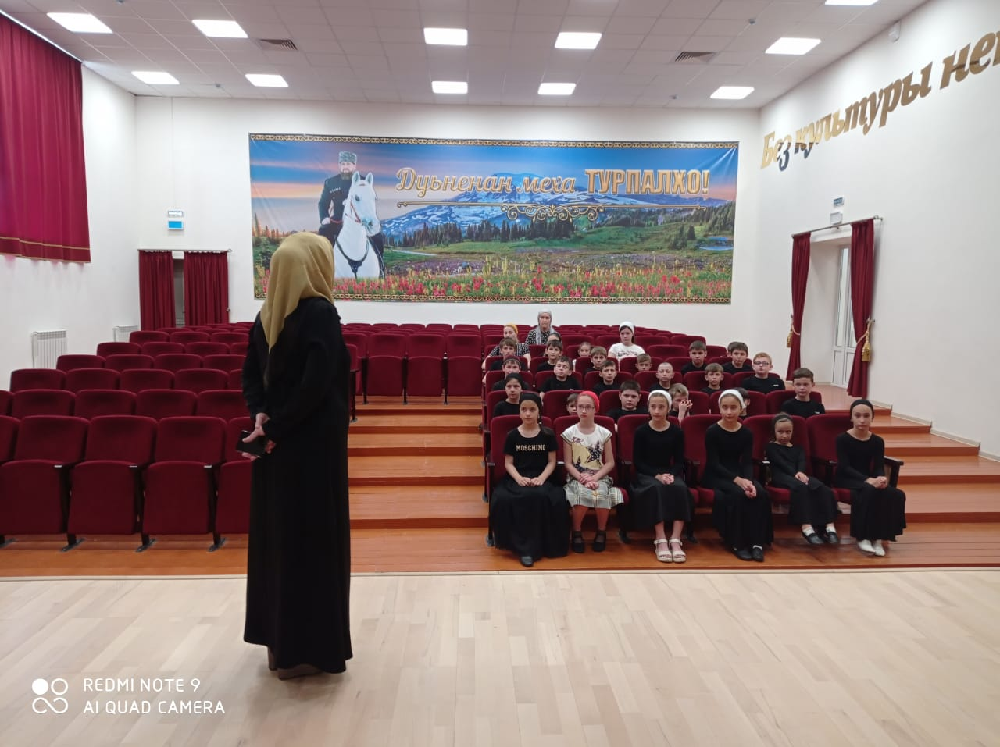 Дуьненан меха ТУРПАЛХО!
Без культуры не
MOSCHINO
REDMI NOTE 9
AI QUAD CAMERA